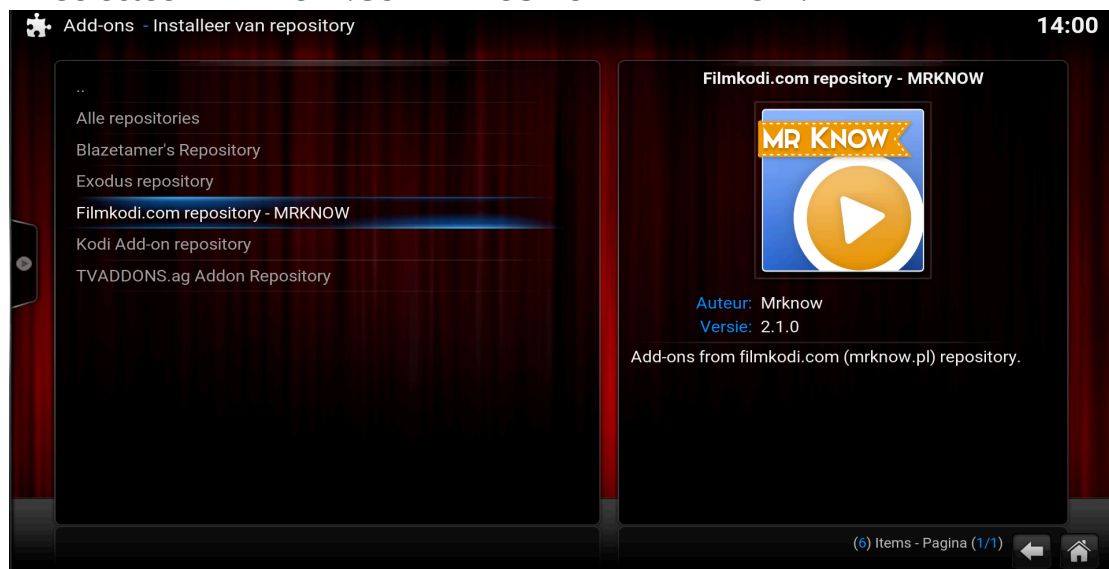 Add-ons - Installeer van repository
14:00
..
Alle repositories
Blazetamer's Repository
Exodus repository
Filmkodi.com repository - MRKNOW
Kodi Add-on repository
TVADDONS.ag Addon Repository
Filmkodi.com repository - MRKNOW
MR KNOW
Auteur: Mrknow
Versie: 2.1.0
Add-ons from filmkodi.com (mrknow.pl) repository.
(6) Items - Pagina (1/1)